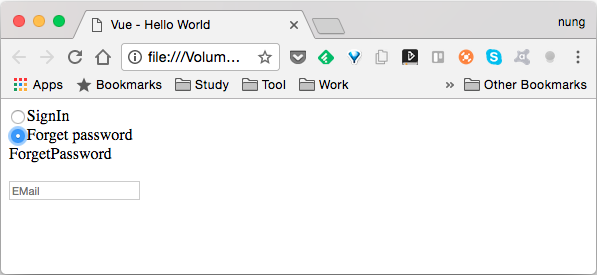 Vue - Hello World
nung
file:///Volum...
Apps Bookmarks Study Tool Work » Other Bookmarks
SignIn
Forget password
ForgetPassword
EMail